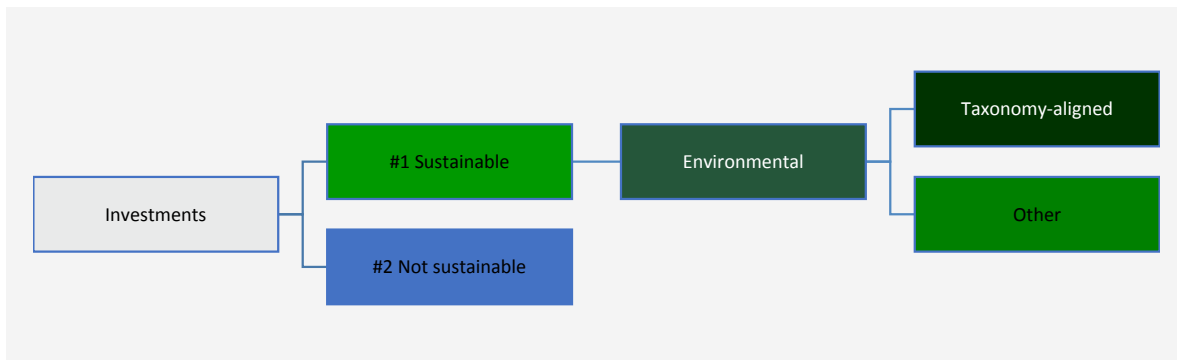 Taxonomy-aligned
#1 Sustainable
Environmental
Investments
Other
#2 Not sustainable